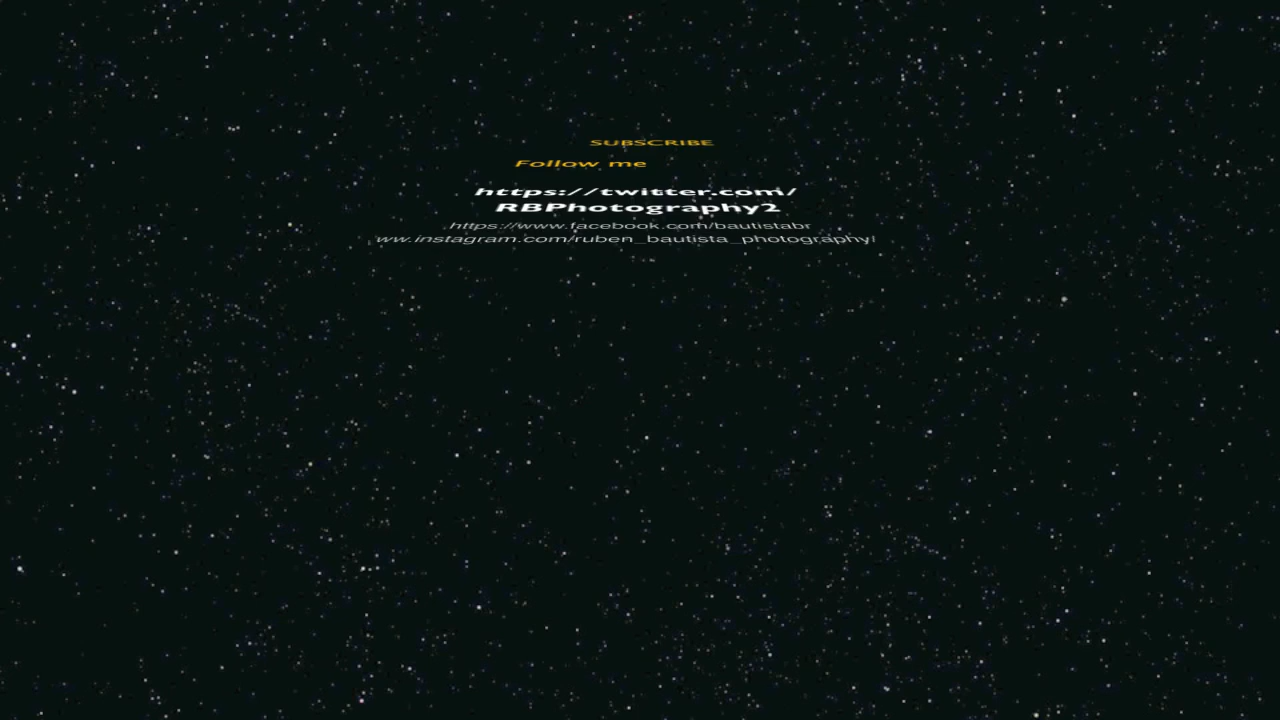 SUBSCRIBE
Follow me
https://twitter.com/
RBPhotography2
https://www.facebook.com/bautistabr
ww.instagram.com/ruben_bautista_photography/